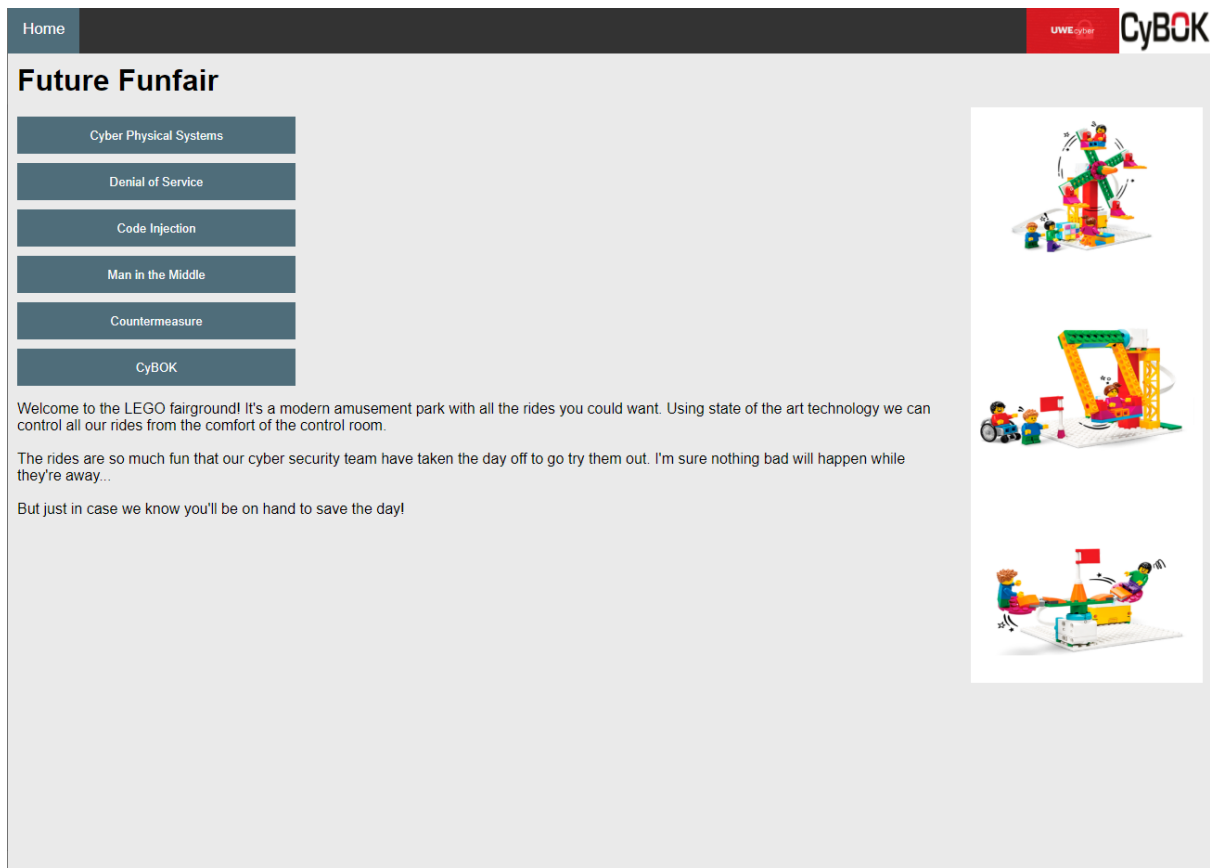 Home
UWEcyber
CyBOK
Future Funfair
Cyber Physical Systems
Denial of Service
Code Injection
Man in the Middle
Countermeasure
CyBOK
Welcome to the LEGO fairground! It's a modern amusement park with all the rides you could want. Using state of the art technology we can
control all our rides from the comfort of the control room.
The rides are so much fun that our cyber security team have taken the day off to go try them out. I'm sure nothing bad will happen while
they're away...
But just in case we know you'll be on hand to save the day!